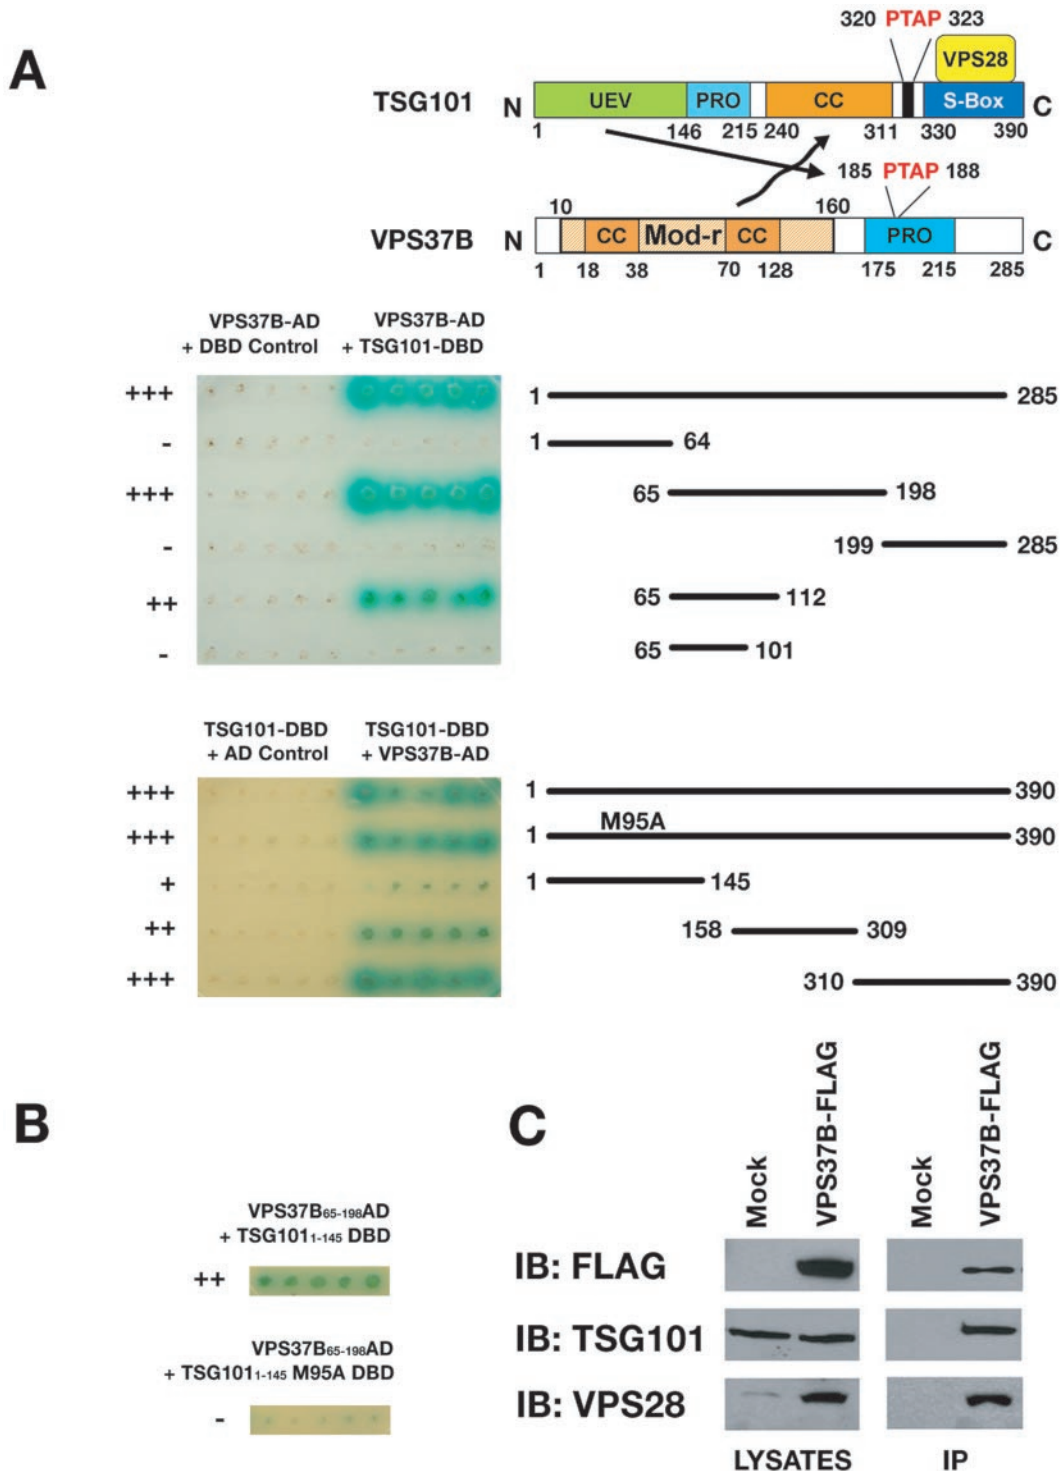 A
320 PTAP 323
VPS28
TSG101 N UEV PRO CC S-Box C
1 146 215 240 311 330 390
185 PTAP 188
10 160
VPS37B N CC Mod-r CC PRO C
1 18 38 70 128 175 215 285
VPS37B-AD
+ DBD Control
VPS37B-AD
+ TSG101-DBD
+++ 1 285
- 1 64
+++ 65 198
- 199 285
++ 65 112
- 65 101
TSG101-DBD
+ AD Control
TSG101-DBD
+ VPS37B-AD
+++ 1 390
M95A
+++ 1 390
+ 1 145
++ 158 309
+++ 310 390
B
VPS37B65-198AD
+ TSG1011-145 DBD
++
VPS37B65-198AD
+ TSG1011-145 M95A DBD
-
C
Mock VPS37B-FLAG Mock VPS37B-FLAG
IB: FLAG
IB: TSG101
IB: VPS28
LYSATES IP